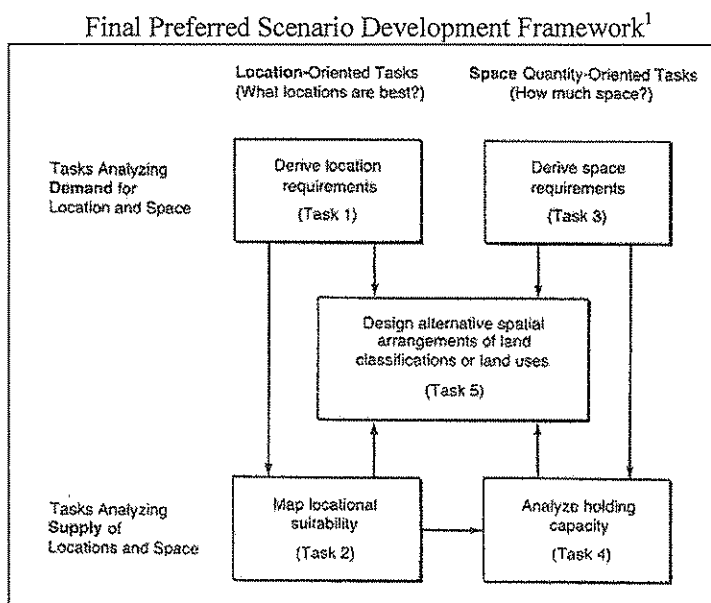 Final Preferred Scenario Development Framework¹
Location-Oriented Tasks
(What locations are best?)
Space Quantity-Oriented Tasks
(How much space?)
Tasks Analyzing
Demand for
Location and Space
Derive location
requirements
(Task 1)
Derive space
requirements
(Task 3)
Design alternative spatial
arrangements of land
classifications or land uses
(Task 5)
Tasks Analyzing
Supply of
Locations and Space
Map locational
suitability
(Task 2)
Analyze holding
capacity
(Task 4)